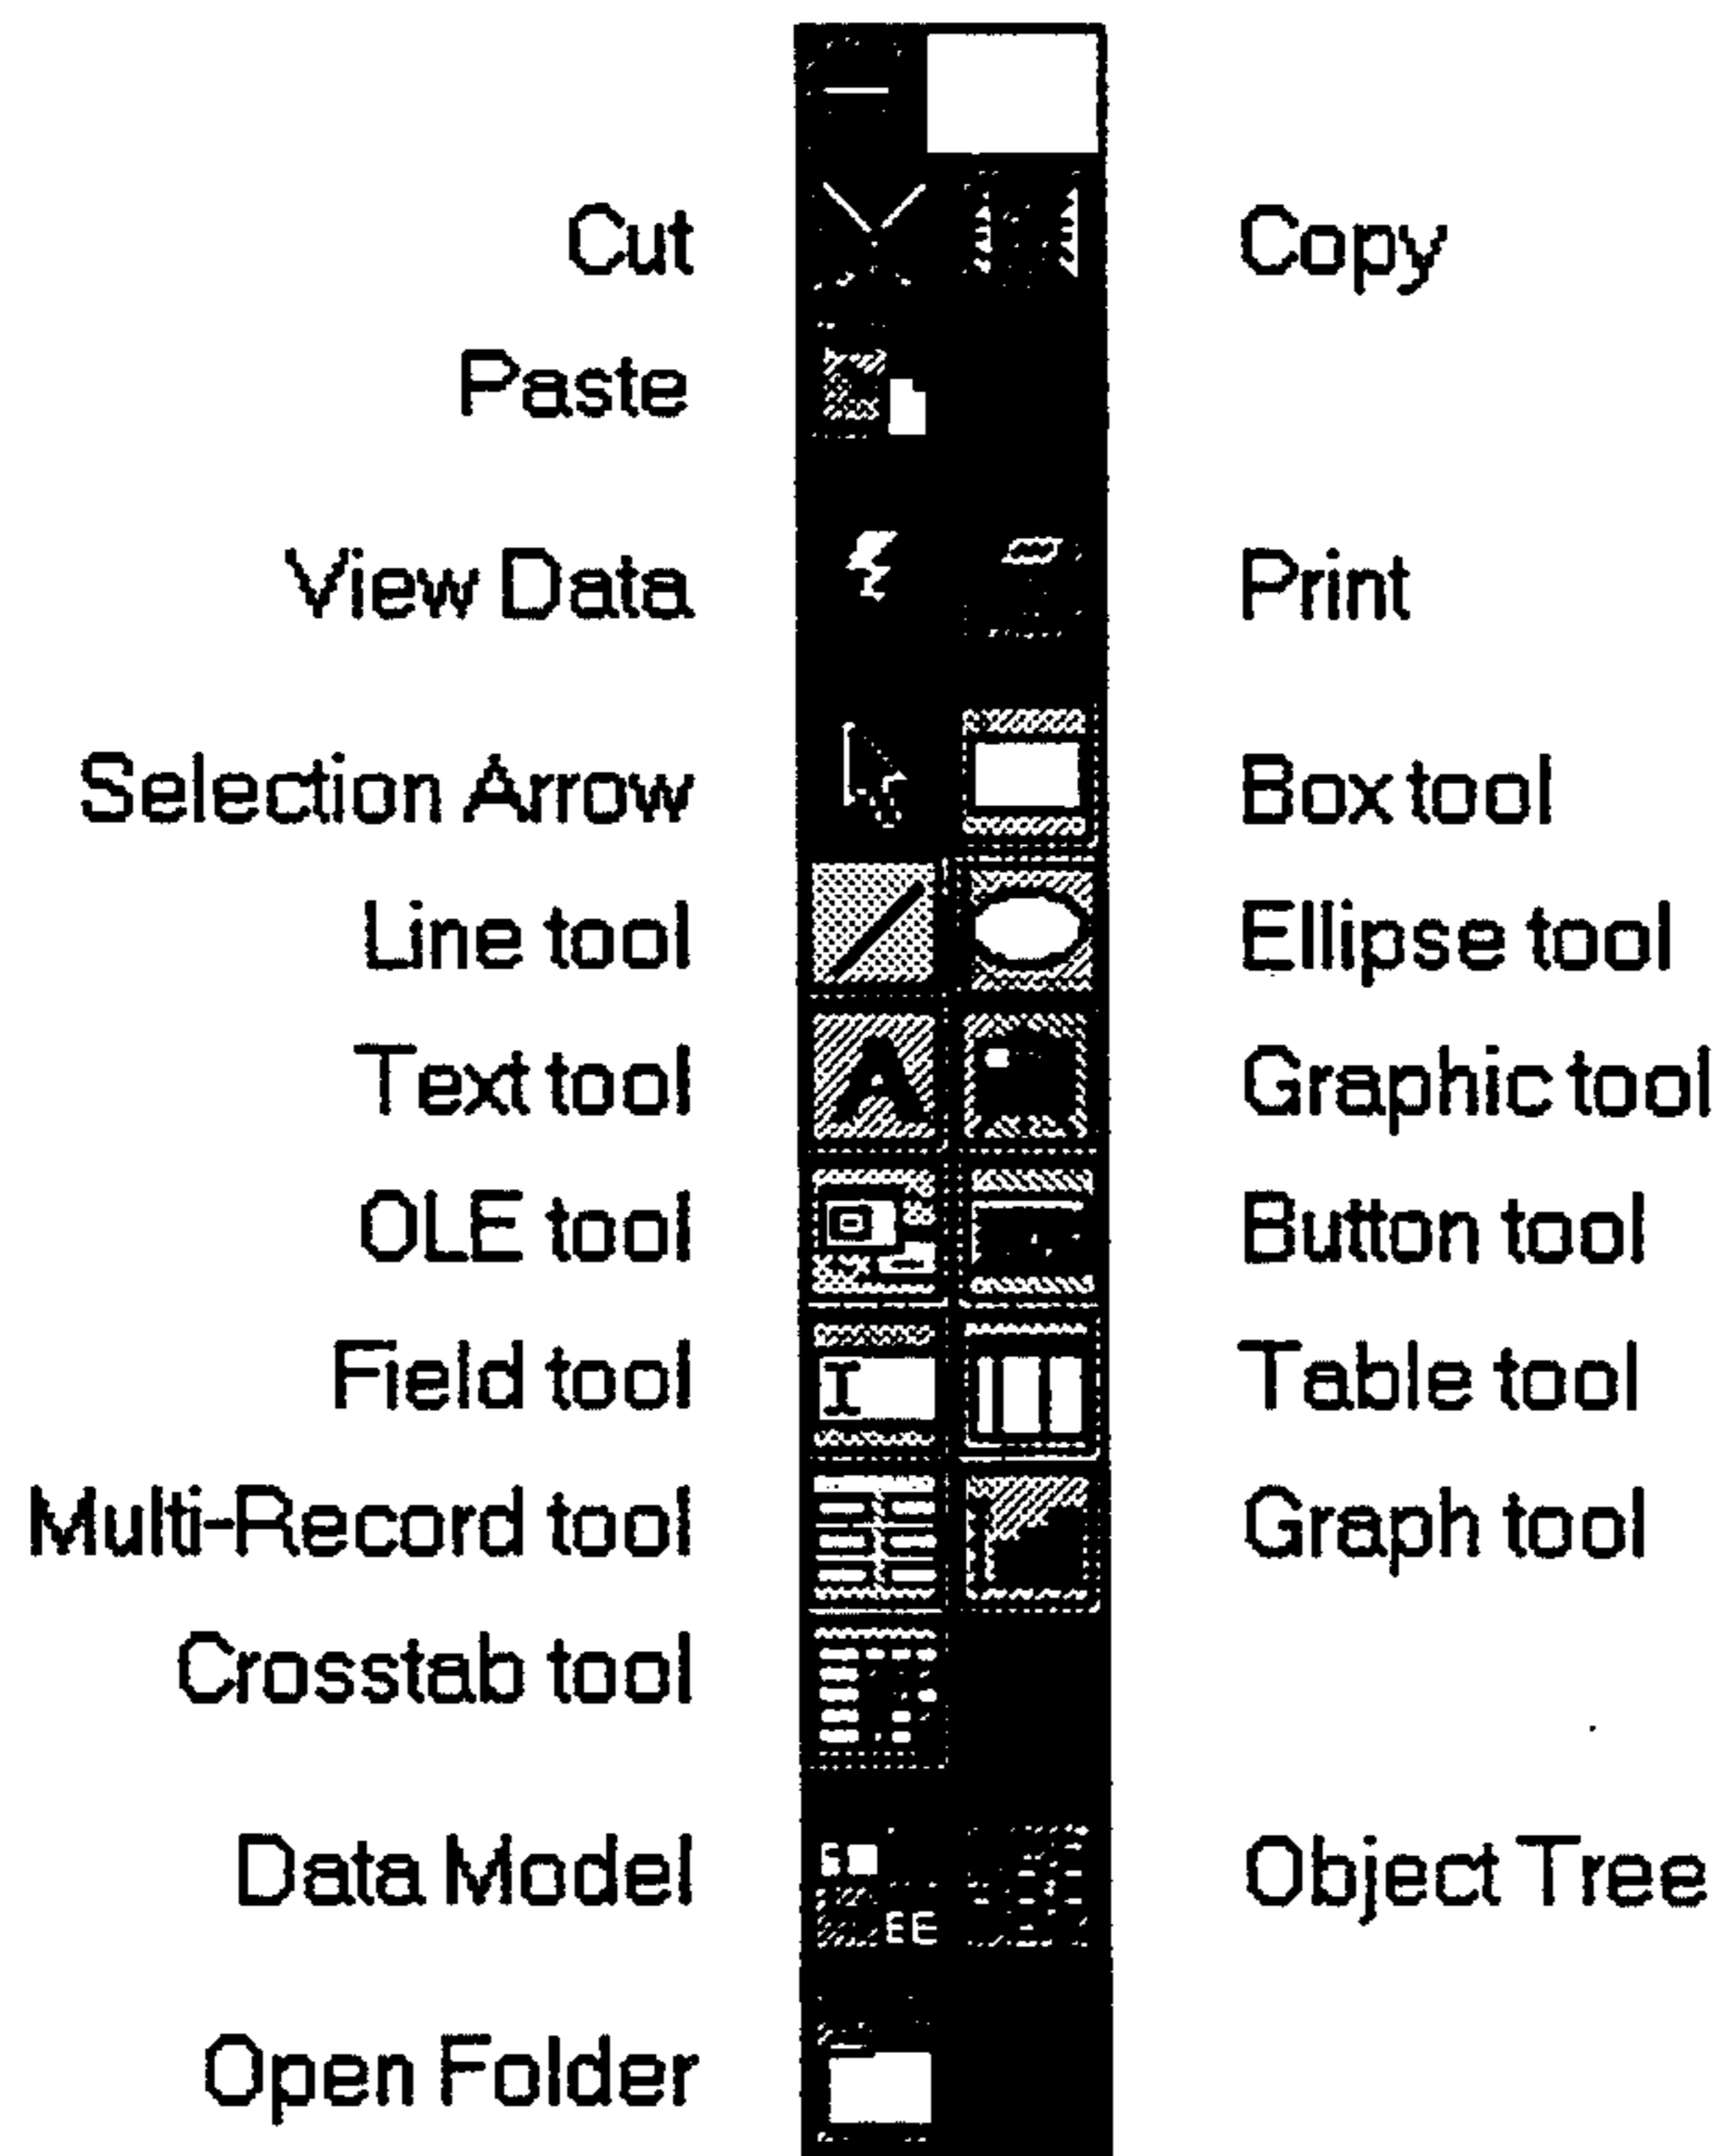 Cut Copy
Paste
View Data Print
Selection Arrow Box tool
Line tool Ellipse tool
Text tool Graphic tool
OLE tool Button tool
Field tool Table tool
Multi-Record tool Graph tool
Crosstab tool
Data Model Object Tree
Open Folder